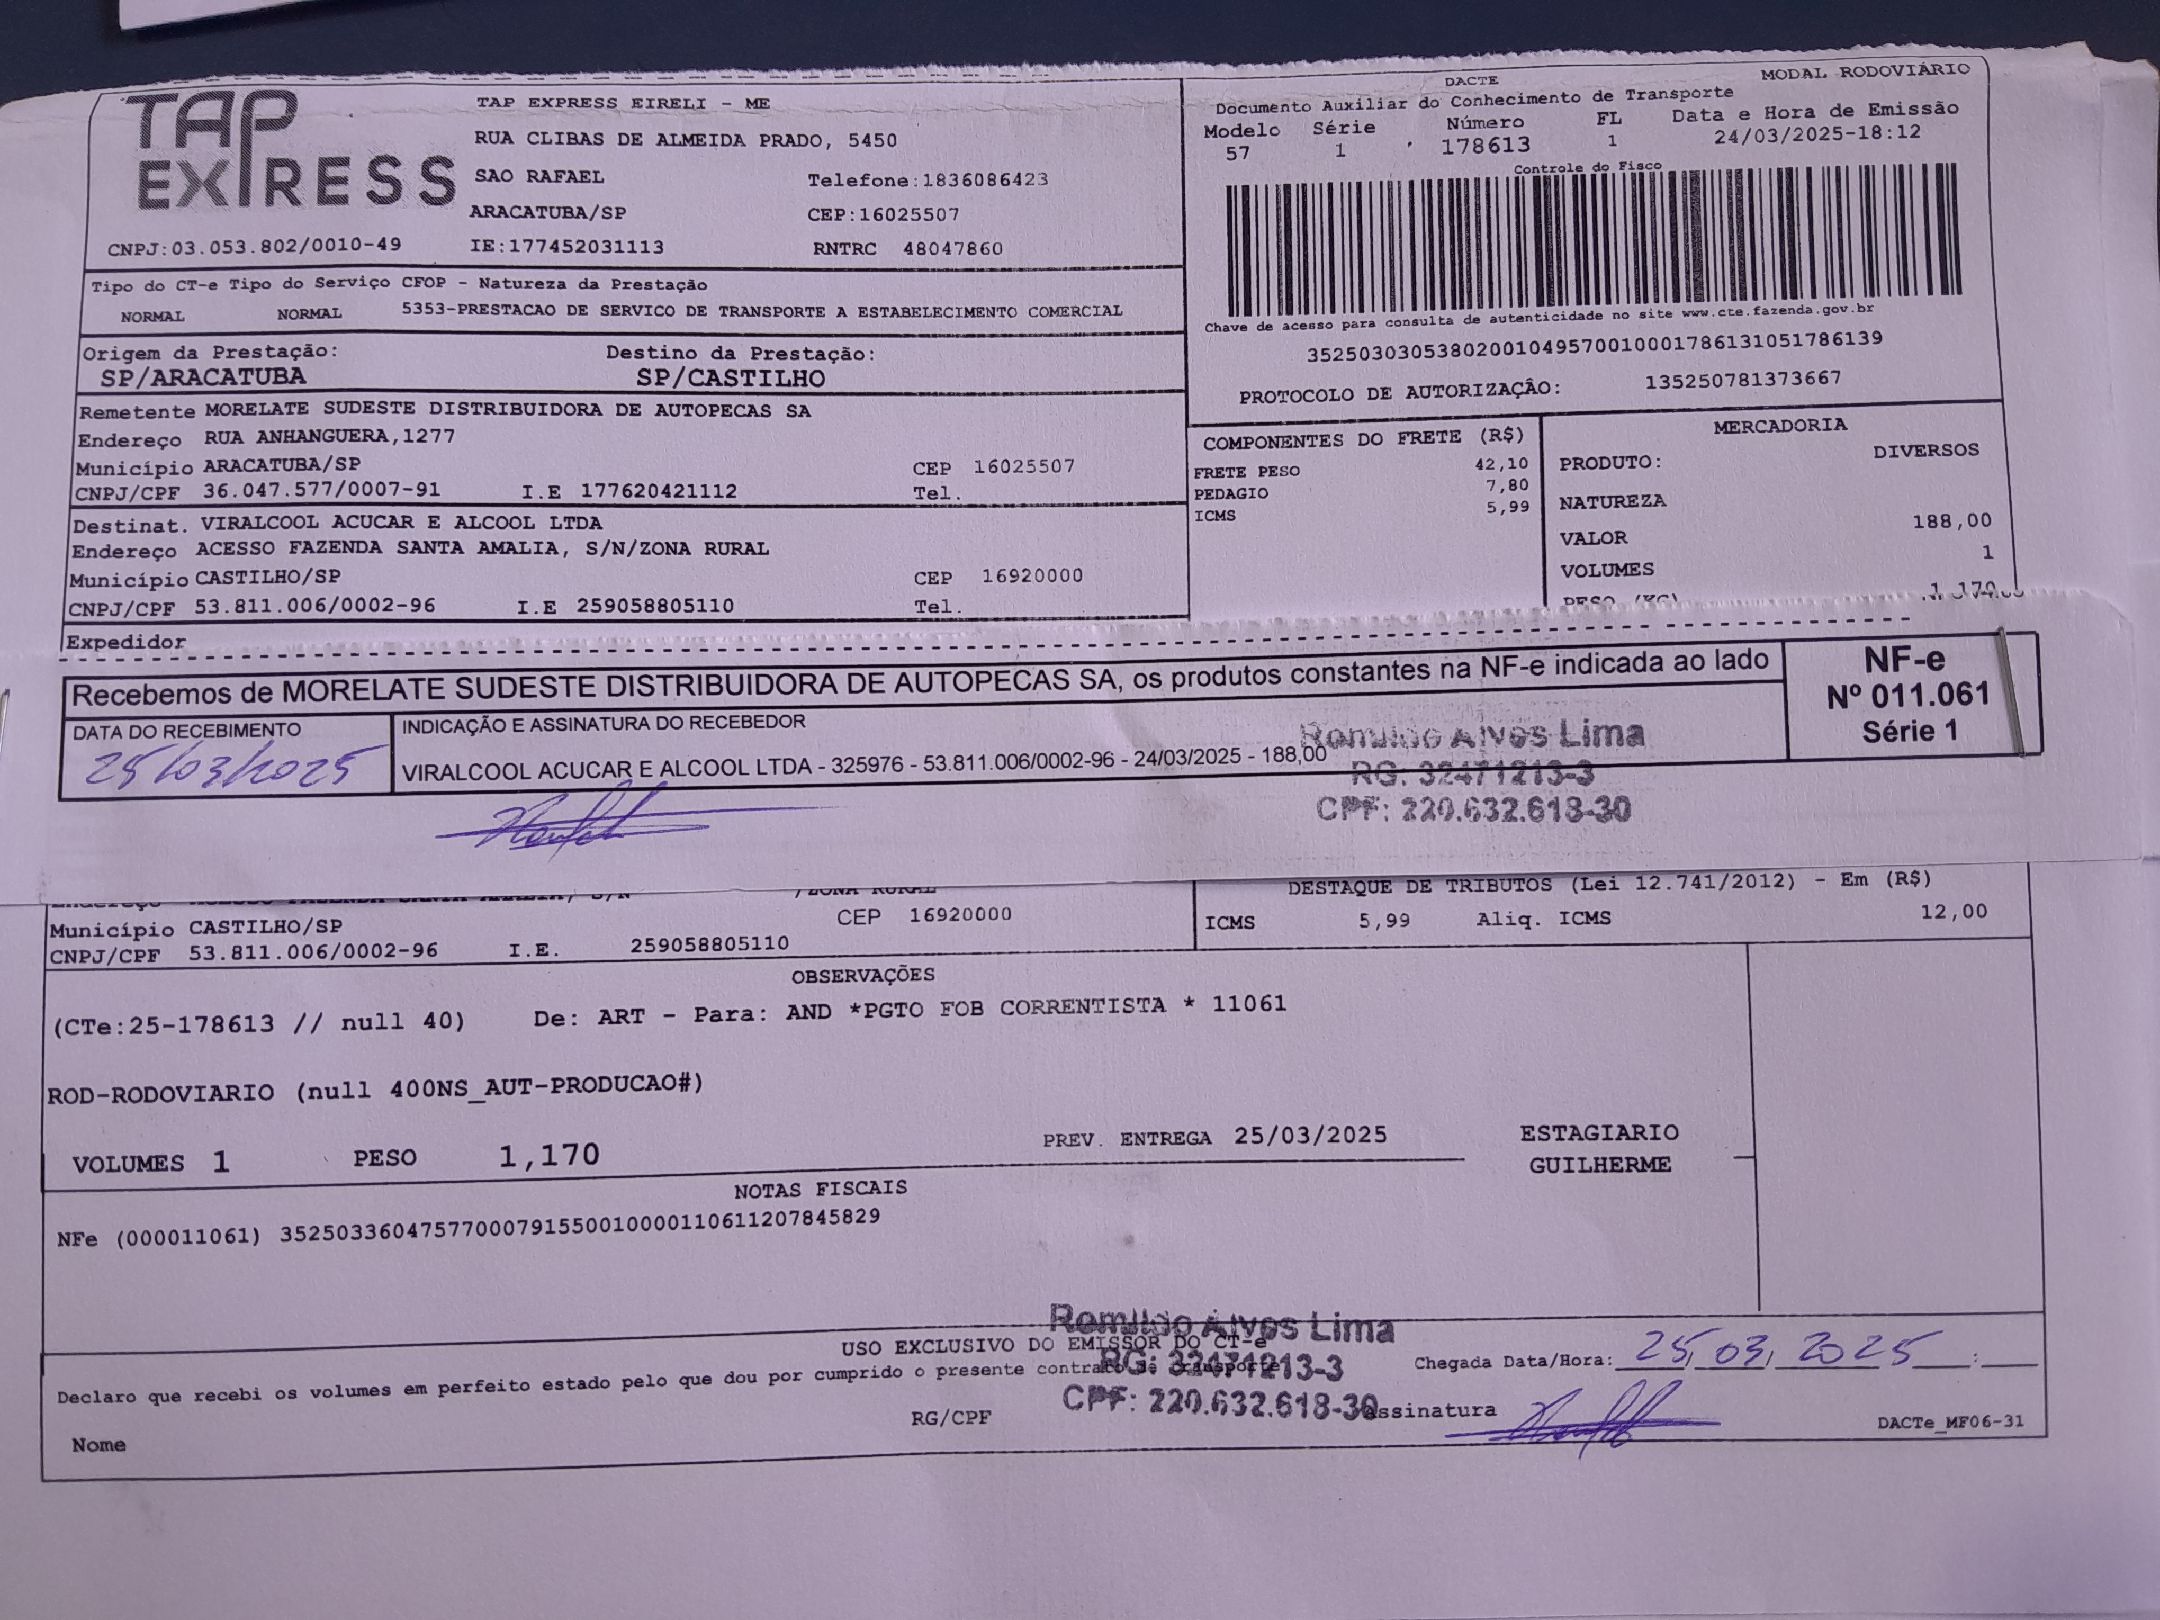 TAP EXPRESS
TAP EXPRESS EIRELI - ME
RUA CLIBAS DE ALMEIDA PRADO, 5450
SAO RAFAEL Telefone:1836086423
ARACATUBA/SP CEP:16025507
CNPJ:03.053.802/0010-49 IE:177452031113 RNTRC 48047860
DACTE MODAL RODOVIÁRIO
Documento Auxiliar do Conhecimento de Transporte
Modelo Série Número FL Data e Hora de Emissão
57 1 178613 1 24/03/2025-18:12
Controle do Fisco
Chave de acesso para consulta de autenticidade no site www.cte.fazenda.gov.br
35250303053802001049570010001786131051786139
PROTOCOLO DE AUTORIZAÇÃO: 135250781373667
Tipo do CT-e Tipo do Serviço CFOP - Natureza da Prestação
NORMAL NORMAL 5353-PRESTACAO DE SERVICO DE TRANSPORTE A ESTABELECIMENTO COMERCIAL
Origem da Prestação: Destino da Prestação:
SP/ARACATUBA SP/CASTILHO
Remetente MORELATE SUDESTE DISTRIBUIDORA DE AUTOPECAS SA
Endereço RUA ANHANGUERA,1277
Município ARACATUBA/SP CEP 16025507
CNPJ/CPF 36.047.577/0007-91 I.E 177620421112 Tel.
Destinat. VIRALCOOL ACUCAR E ALCOOL LTDA
Endereço ACESSO FAZENDA SANTA AMALIA, S/N/ZONA RURAL
Município CASTILHO/SP CEP 16920000
CNPJ/CPF 53.811.006/0002-96 I.E 259058805110 Tel.
Expedidor
COMPONENTES DO FRETE (R$)
FRETE PESO 42,10
PEDAGIO 7,80
ICMS 5,99
MERCADORIA
PRODUTO: DIVERSOS
NATUREZA
VALOR 188,00
VOLUMES 1
PESO (KG)
Recebemos de MORELATE SUDESTE DISTRIBUIDORA DE AUTOPECAS SA, os produtos constantes na NF-e indicada ao lado
NF-e
Nº 011.061
Série 1
DATA DO RECEBIMENTO INDICAÇÃO E ASSINATURA DO RECEBEDOR
25/03/2025
VIRALCOOL ACUCAR E ALCOOL LTDA - 325976 - 53.811.006/0002-96 - 24/03/2025 - 188,00
Romildo Alves Lima
RG: 32471213-3
CPF: 220.632.618-30
/ZONA RURAL
Município CASTILHO/SP CEP 16920000
CNPJ/CPF 53.811.006/0002-96 I.E. 259058805110
DESTAQUE DE TRIBUTOS (Lei 12.741/2012) - Em (R$)
ICMS 5,99 Aliq. ICMS 12,00
OBSERVAÇÕES
(CTe:25-178613 // null 40) De: ART - Para: AND *PGTO FOB CORRENTISTA * 11061
ROD-RODOVIARIO (null 400NS_AUT-PRODUCAO#)
VOLUMES 1 PESO 1,170 PREV. ENTREGA 25/03/2025
ESTAGIARIO
GUILHERME
NOTAS FISCAIS
NFe (000011061) 35250336047577000791550010000110611207845829
Romildo Alves Lima
RG: 32471213-3
CPF: 220.632.618-30
USO EXCLUSIVO DO EMISSOR DO CT-e
Declaro que recebi os volumes em perfeito estado pelo que dou por cumprido o presente contrato de transporte
Chegada Data/Hora: 25/03/2025 :
Nome RG/CPF assinatura DACTe_MF06-31